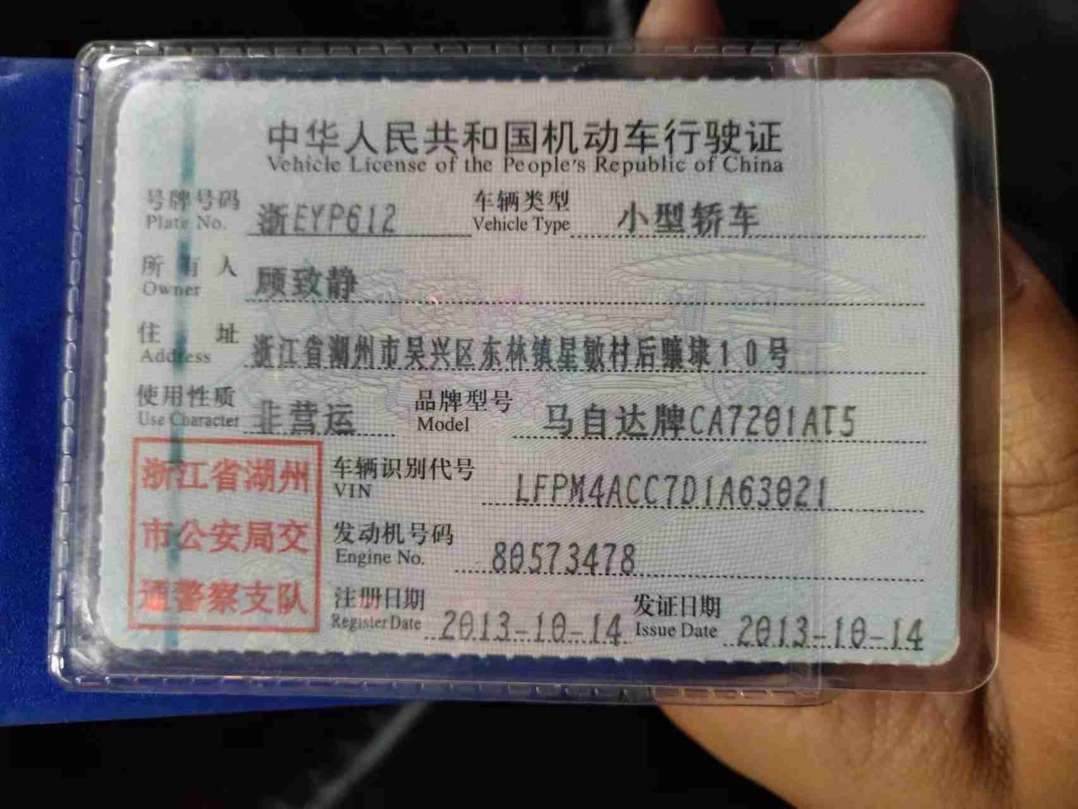 中华人民共和国机动车行驶证
Vehicle License of the People's Republic of China
号牌号码 浙EYP612 车辆类型 小型轿车
Plate No. Vehicle Type
所有人 顾致静
Owner
住址 浙江省湖州市吴兴区东林镇星敏村后骧埭10号
Address
使用性质 非营运 品牌型号 马自达牌CA7201AT5
Use Character Model
浙江省湖州
市公安局交
通警察支队
车辆识别代号 LFPM4ACC7D1A63021
VIN
发动机号码 80573478
Engine No.
注册日期 2013-10-14 发证日期 2013-10-14
Register Date Issue Date